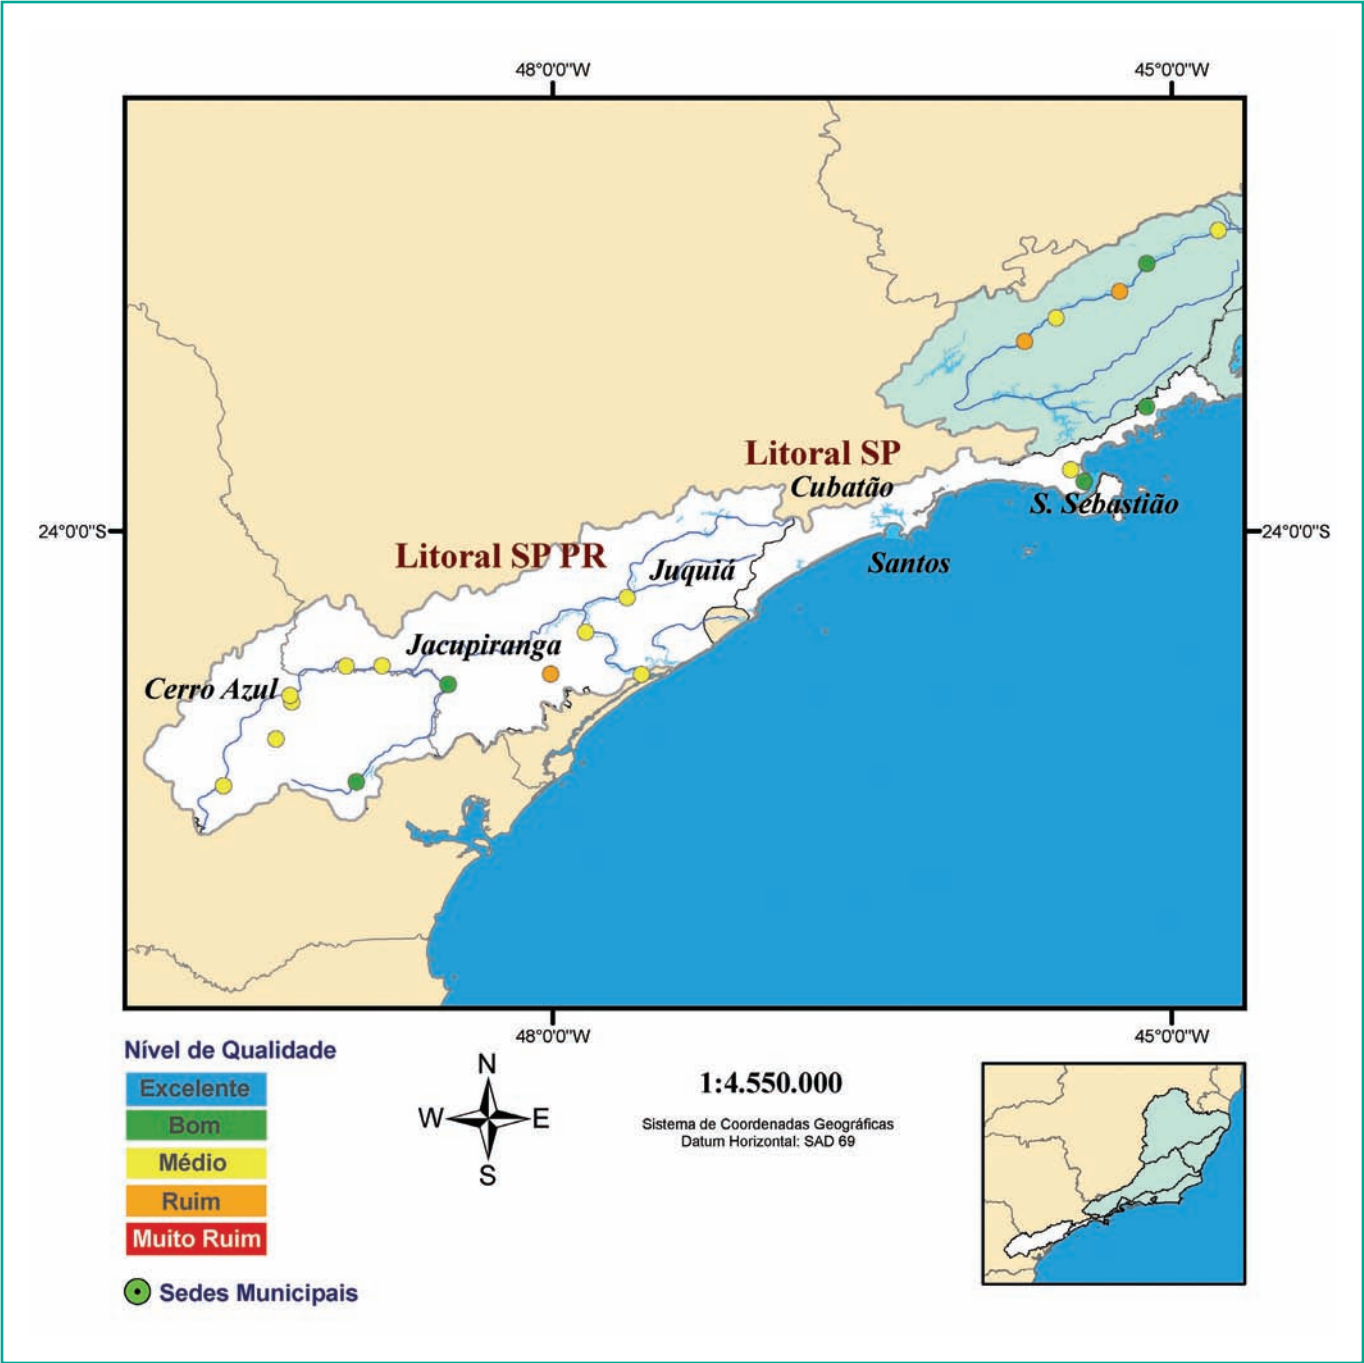 48°0'0"W
45°0'0"W
Litoral SP
Cubatão
S. Sebastião
24°0'0"S
24°0'0"S
Litoral SP PR
Juquiá
Santos
Jacupiranga
Cerro Azul
48°0'0"W
45°0'0"W
Nível de Qualidade
Excelente
Bom
Médio
Ruim
Muito Ruim
Sedes Municipais
N
W
E
S
1:4.550.000
Sistema de Coordenadas Geográficas
Datum Horizontal: SAD 69